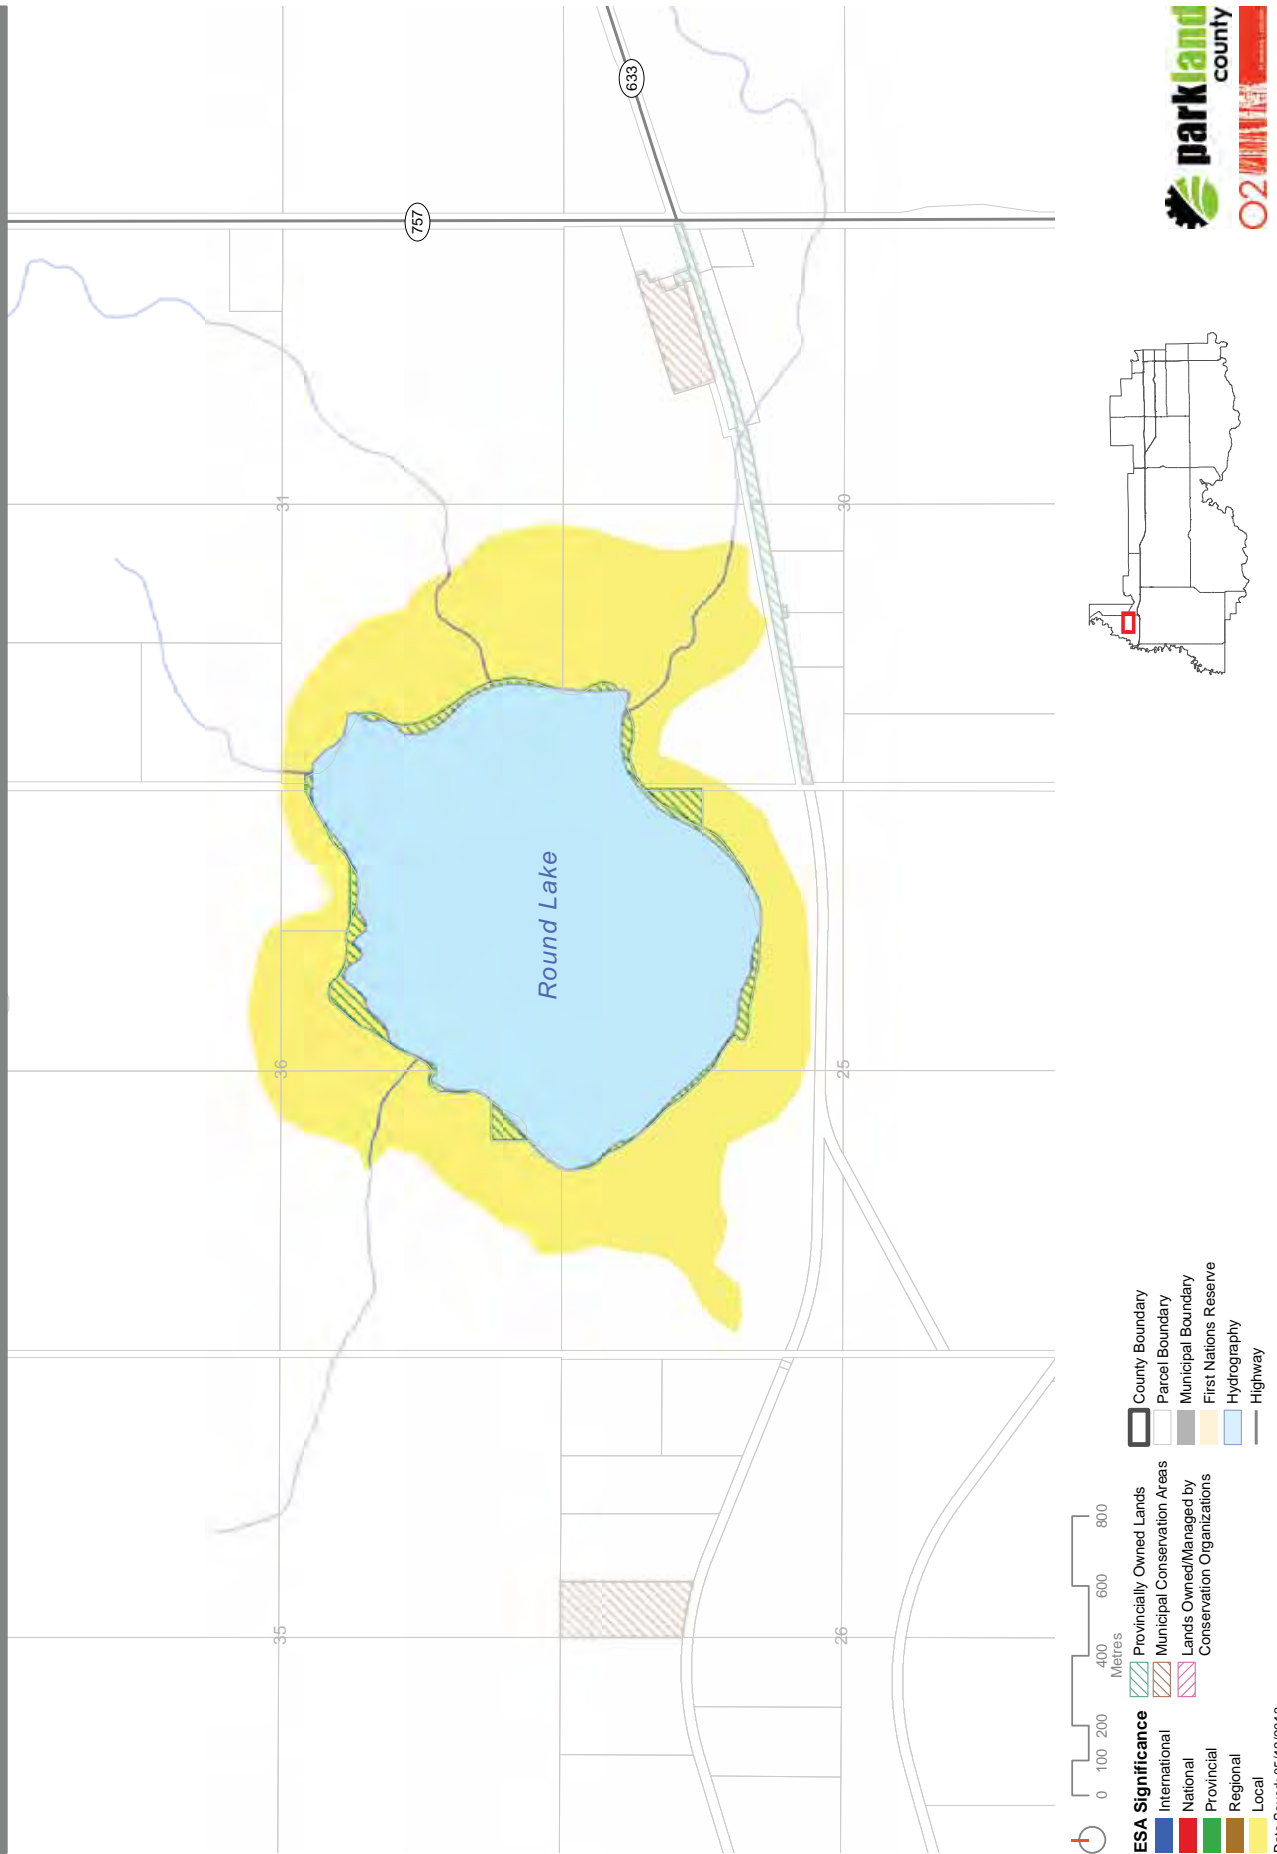 633
757
31
30
Round Lake
36
25
35
26
0 100 200 400 600 800
Metres
ESA Significance
International
National
Provincial
Regional
Local
Provincially Owned Lands
Municipal Conservation Areas
Lands Owned/Managed by
Conservation Organizations
County Boundary
Parcel Boundary
Municipal Boundary
First Nations Reserve
Hydrography
Highway
parkland
county
O2